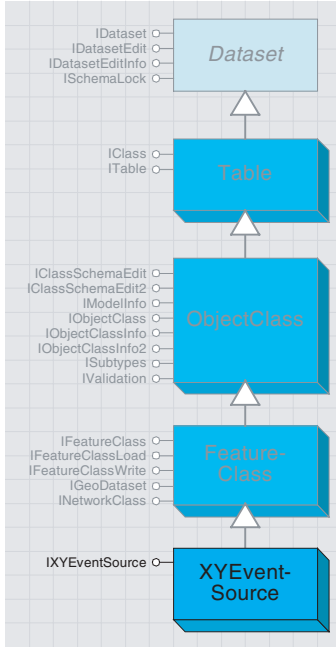 IDataset
IDatasetEdit
IDatasetEditInfo
ISchemaLock
Dataset
IClass
ITable
Table
IClassSchemaEdit
IClassSchemaEdit2
IModelInfo
IObjectClass
IObjectClassInfo
IObjectClassInfo2
ISubtypes
IValidation
ObjectClass
IFeatureClass
IFeatureClassLoad
IFeatureClassWrite
IGeoDataset
INetworkClass
Feature-
Class
IXYEventSource
XYEvent-
Source